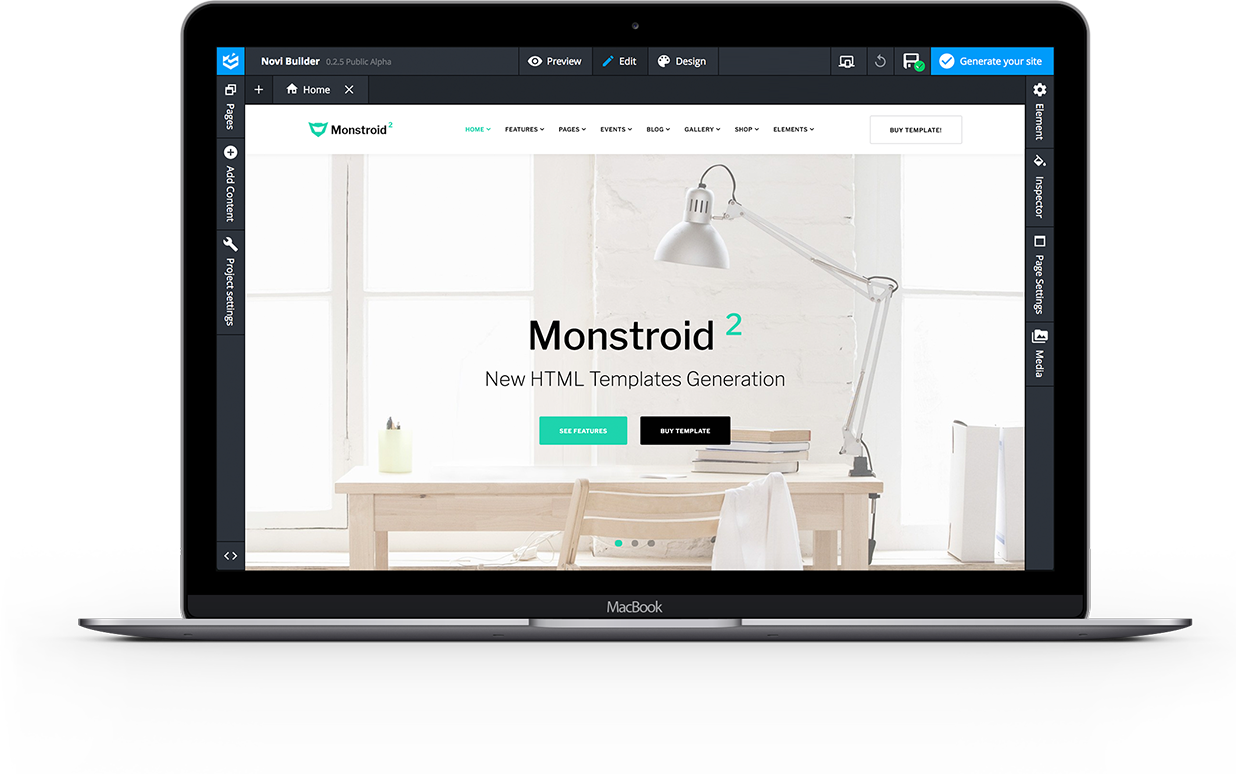 Novi Builder 0.2.5 Public Alpha Preview Edit Design Generate your site
Home
Pages
Add Content
Project settings
Element
Inspector
Page Settings
Media
Monstroid 2 HOME FEATURES PAGES EVENTS BLOG GALLERY SHOP ELEMENTS BUY TEMPLATE!
Monstroid 2
New HTML Templates Generation
SEE FEATURES BUY TEMPLATE
MacBook